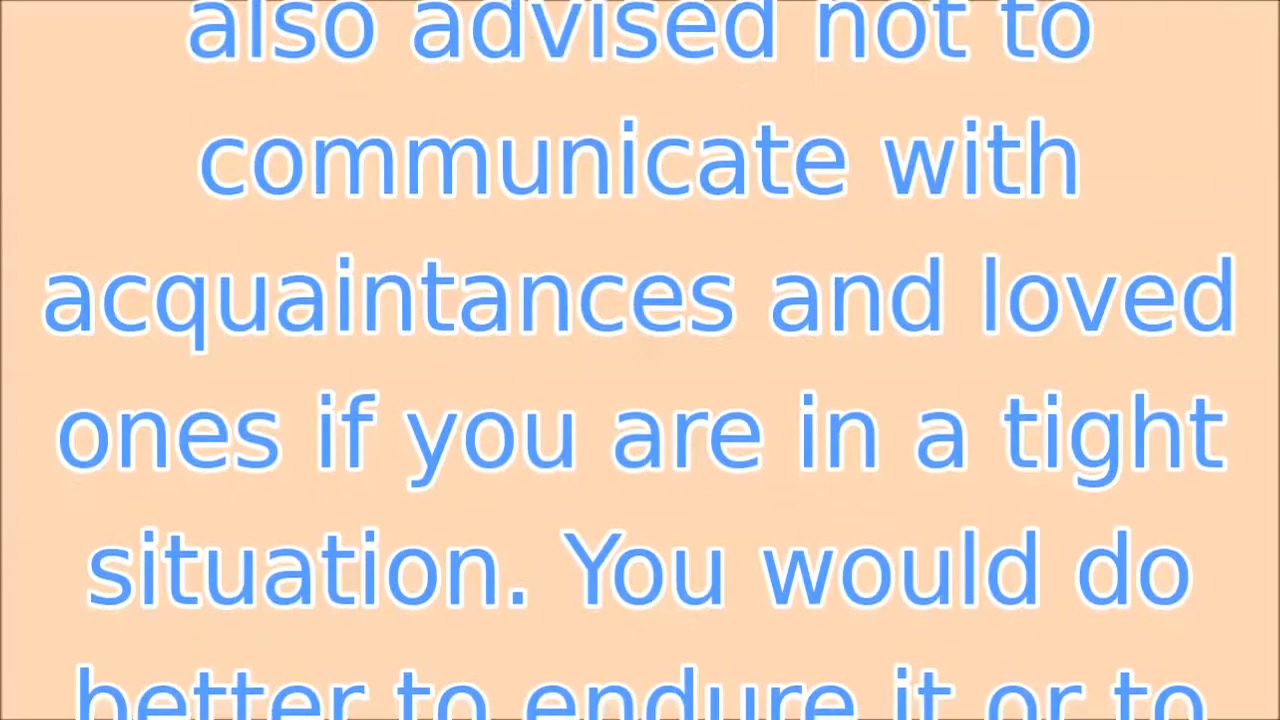 also advised not to
communicate with
acquaintances and loved
ones if you are in a tight
situation. You would do
better to endure it or to